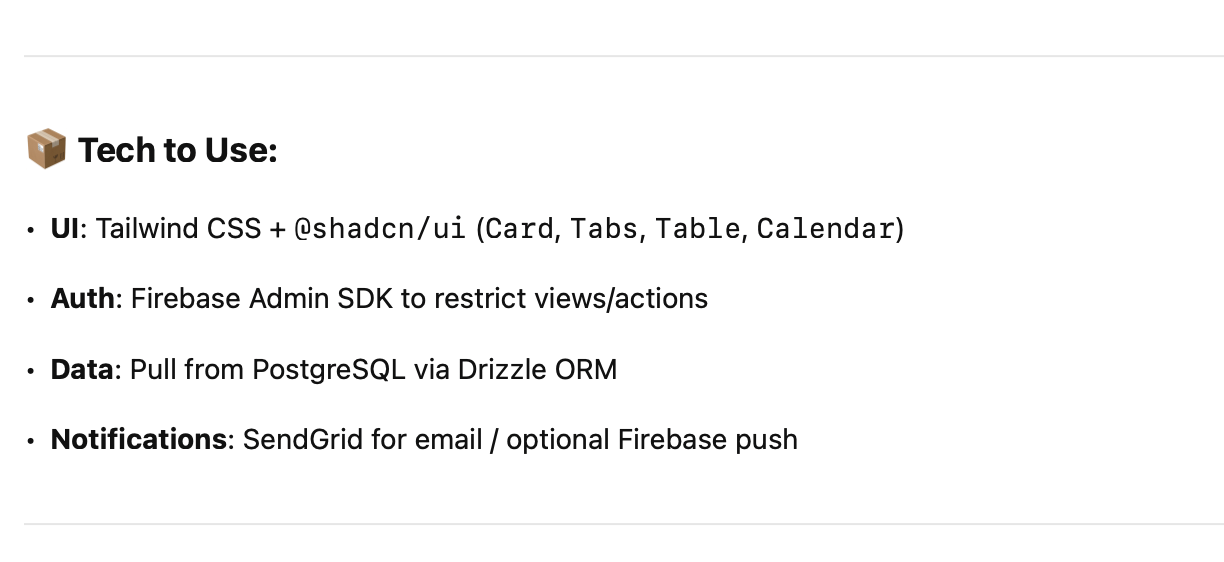 📦 Tech to Use:
• UI: Tailwind CSS + @shadcn/ui (Card, Tabs, Table, Calendar)
• Auth: Firebase Admin SDK to restrict views/actions
• Data: Pull from PostgreSQL via Drizzle ORM
• Notifications: SendGrid for email / optional Firebase push